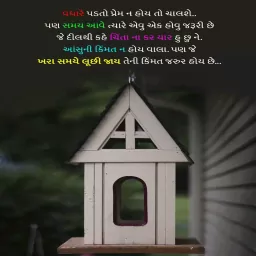 વધારે પડતો પ્રેમ ન હોય તો ચાલશે..
પણ સમય આવે ત્યારે એવુ એક હોવુ જરૂરી છે
જે દીલથી કહે ચિંતા ના કર યાર હુ છુ ને.
આંસુની કિંમત ન હોય વાલા. પણ જે
ખરા સમયે લૂછી જાય તેની કિંમત જરુર હોય છે...